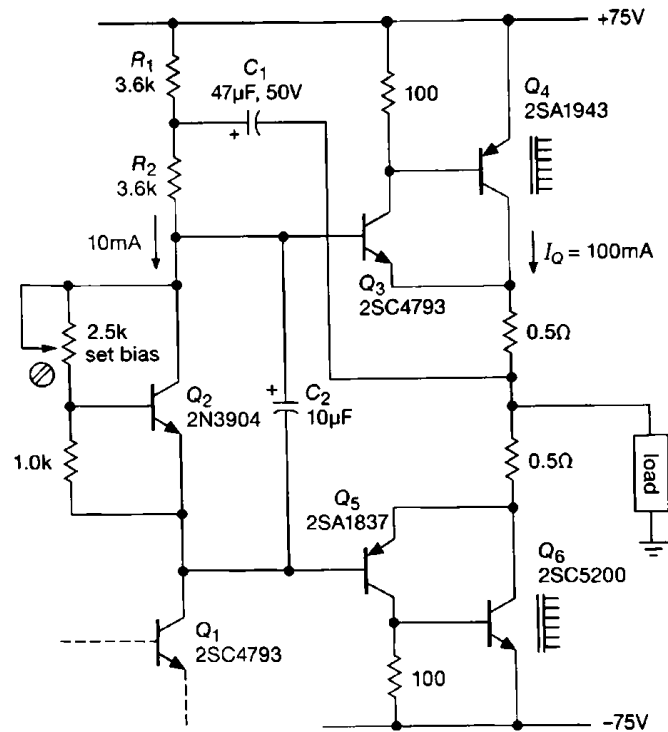 +75V
R1
3.6k
C1
47µF, 50V
+
100
Q4
2SA1943
R2
3.6k
10mA
IQ = 100mA
Q3
2SC4793
0.5Ω
2.5k
set bias
Q2
2N3904
+
C2
10µF
1.0k
0.5Ω
load
Q5
2SA1837
Q6
2SC5200
Q1
2SC4793
100
−75V